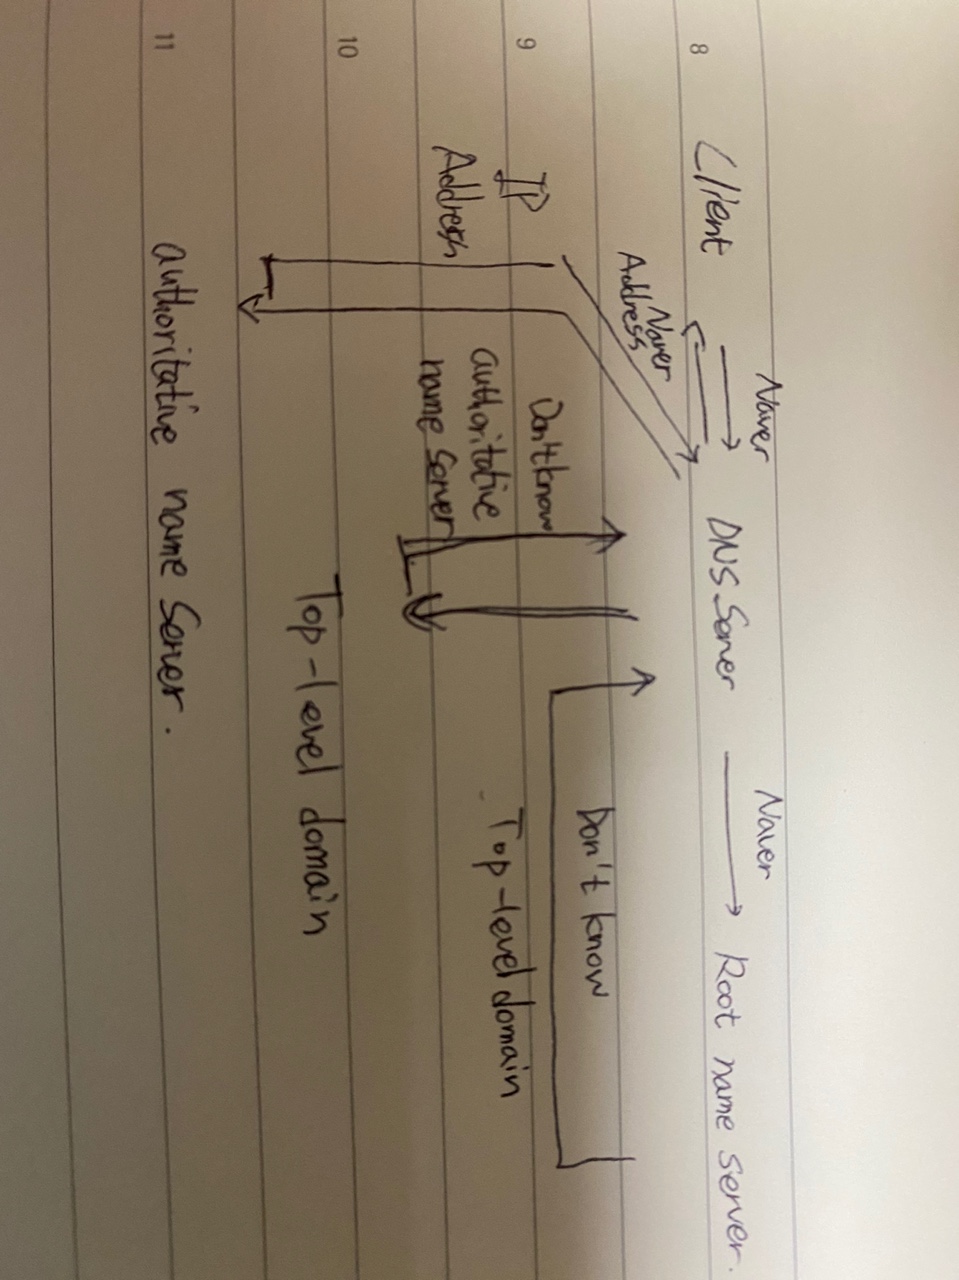 Naver
Naver
8
Client
DNS Server
Root name server.
Naver
Address
Don't know
Top-level domain
9
IP
Address
Don't know
authoritative
name Server
10
Top-level domain
11
authoritative name Server.